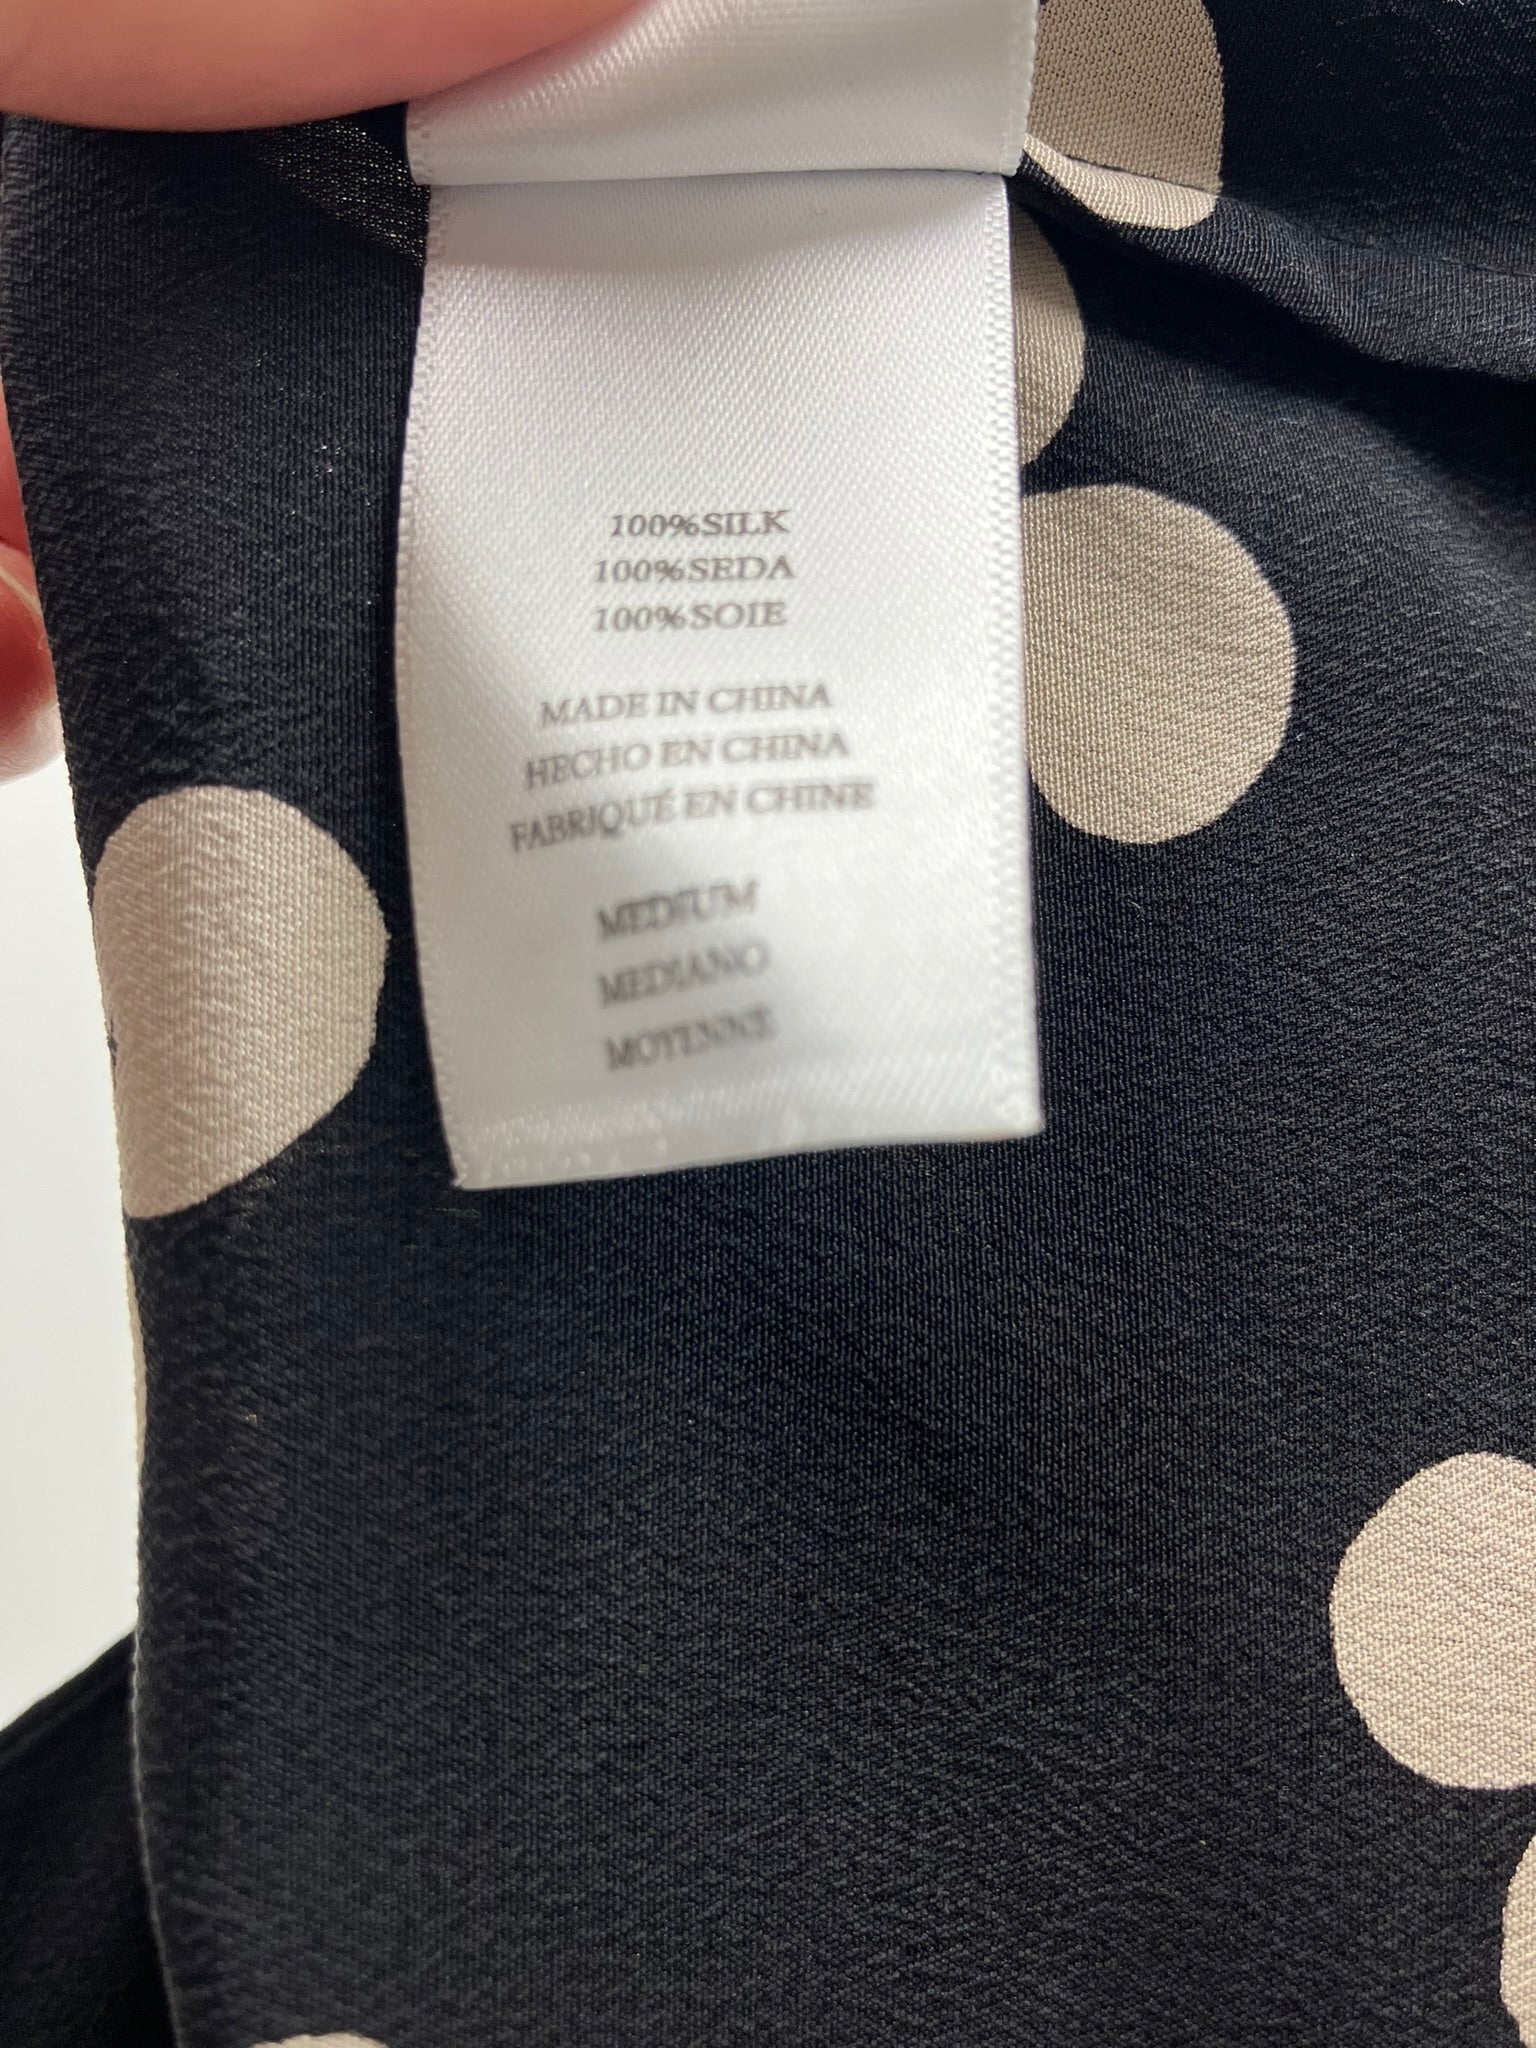 100%SILK
100%SEDA
100%SOIE
MADE IN CHINA
HECHO EN CHINA
FABRIQUÉ EN CHINE
MEDIUM
MEDIANO
MOYENNE